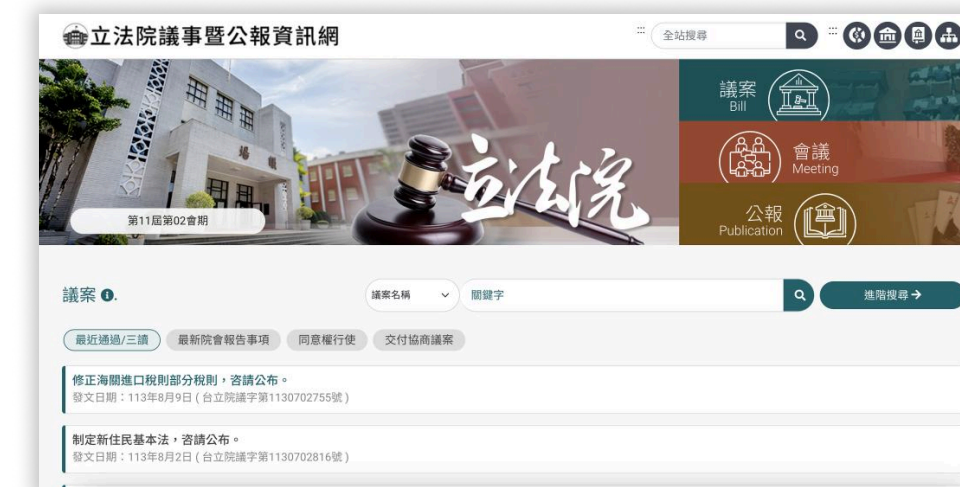 立法院議事暨公報資訊網
全站搜尋
議案
Bill
會議
Meeting
公報
Publication
議場
立法院
第11屆第02會期
議案
議案名稱
關鍵字
進階搜尋
最近通過/三讀
最新院會報告事項
同意權行使
交付協商議案
修正海關進口稅則部分稅則,咨請公布。
發文日期:113年8月9日 ( 台立院議字第1130702755號 )
制定新住民基本法,咨請公布。
發文日期:113年8月2日 ( 台立院議字第1130702816號 )